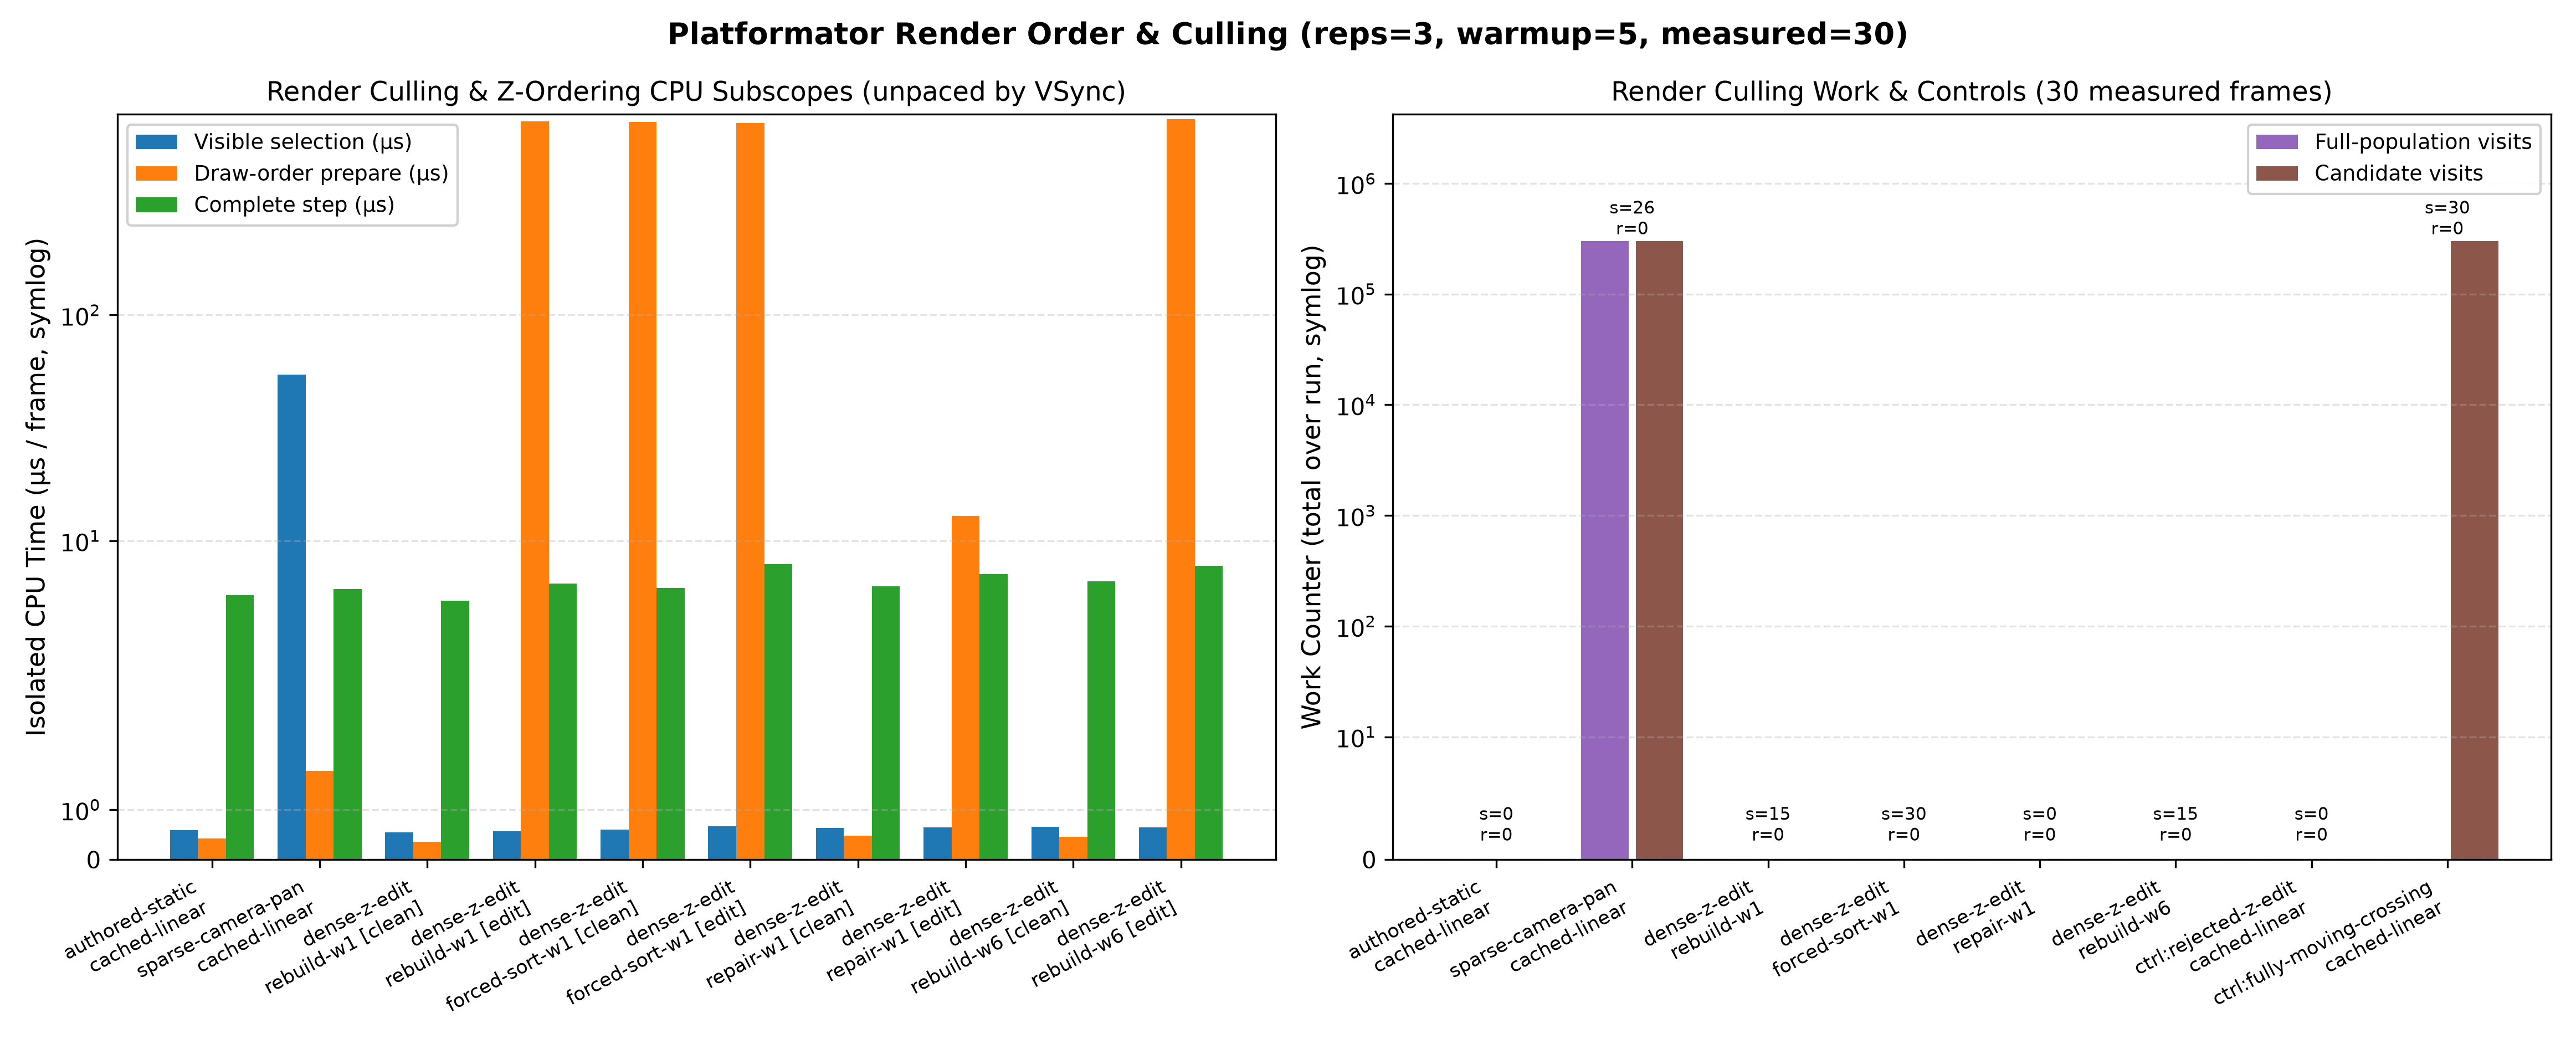 Platformator Render Order & Culling (reps=3, warmup=5, measured=30)
Render Culling & Z-Ordering CPU Subscopes (unpaced by VSync)
Isolated CPU Time (µs / frame, symlog)
10²
10¹
10⁰
0
Visible selection (µs)
Draw-order prepare (µs)
Complete step (µs)
authored-static
cached-linear
sparse-camera-pan
cached-linear
dense-z-edit
rebuild-w1 [clean]
dense-z-edit
rebuild-w1 [edit]
dense-z-edit
forced-sort-w1 [clean]
dense-z-edit
forced-sort-w1 [edit]
dense-z-edit
repair-w1 [clean]
dense-z-edit
repair-w1 [edit]
dense-z-edit
rebuild-w6 [clean]
dense-z-edit
rebuild-w6 [edit]
Render Culling Work & Controls (30 measured frames)
Work Counter (total over run, symlog)
10⁶
10⁵
10⁴
10³
10²
10¹
0
Full-population visits
Candidate visits
s=0
r=0
s=26
r=0
s=15
r=0
s=30
r=0
s=0
r=0
s=15
r=0
s=0
r=0
s=30
r=0
authored-static
cached-linear
sparse-camera-pan
cached-linear
dense-z-edit
rebuild-w1
dense-z-edit
forced-sort-w1
dense-z-edit
repair-w1
dense-z-edit
rebuild-w6
ctrl:rejected-z-edit
cached-linear
ctrl:fully-moving-crossing
cached-linear